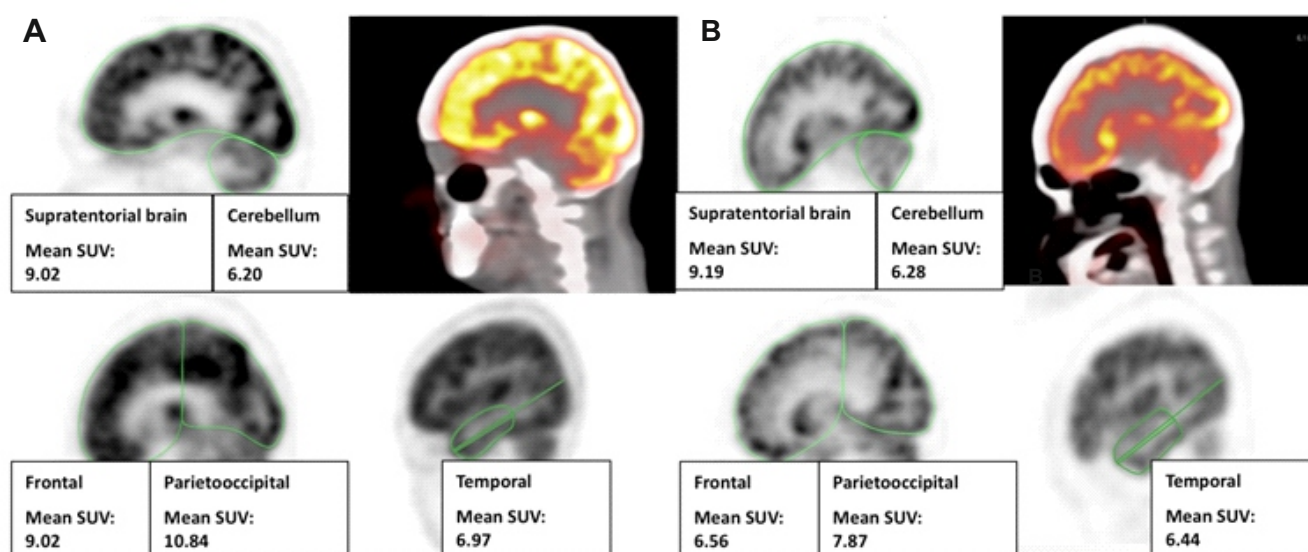 A
B
Supratentorial brain
Mean SUV:
9.02
Cerebellum
Mean SUV:
6.20
Supratentorial brain
Mean SUV:
9.19
Cerebellum
Mean SUV:
6.28
B
Frontal
Mean SUV:
9.02
Parietooccipital
Mean SUV:
10.84
Temporal
Mean SUV:
6.97
Frontal
Mean SUV:
6.56
Parietooccipital
Mean SUV:
7.87
Temporal
Mean SUV:
6.44